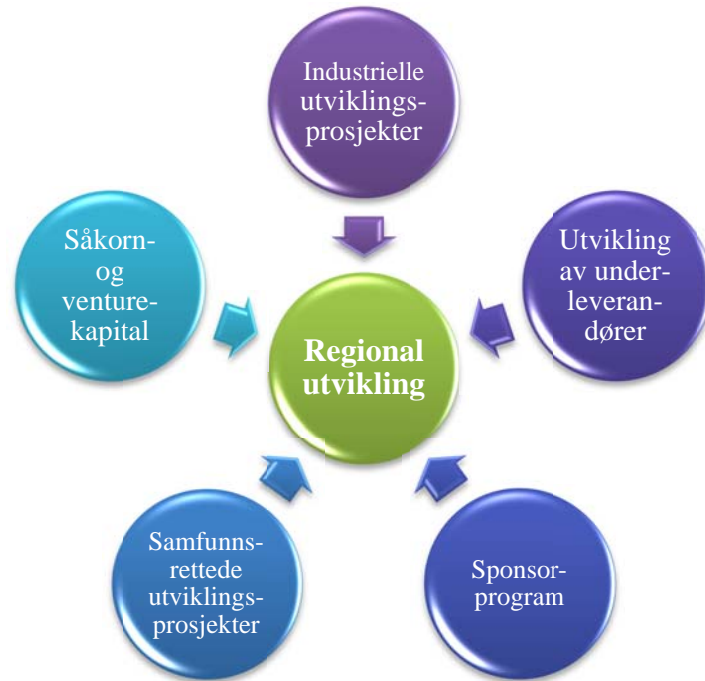 Industrielle
utviklings-
prosjekter
Såkorn-
og
venture-
kapital
Utvikling
av under-
leveran-
dører
Regional
utvikling
Samfunns-
rettede
utviklings-
prosjekter
Sponsor-
program